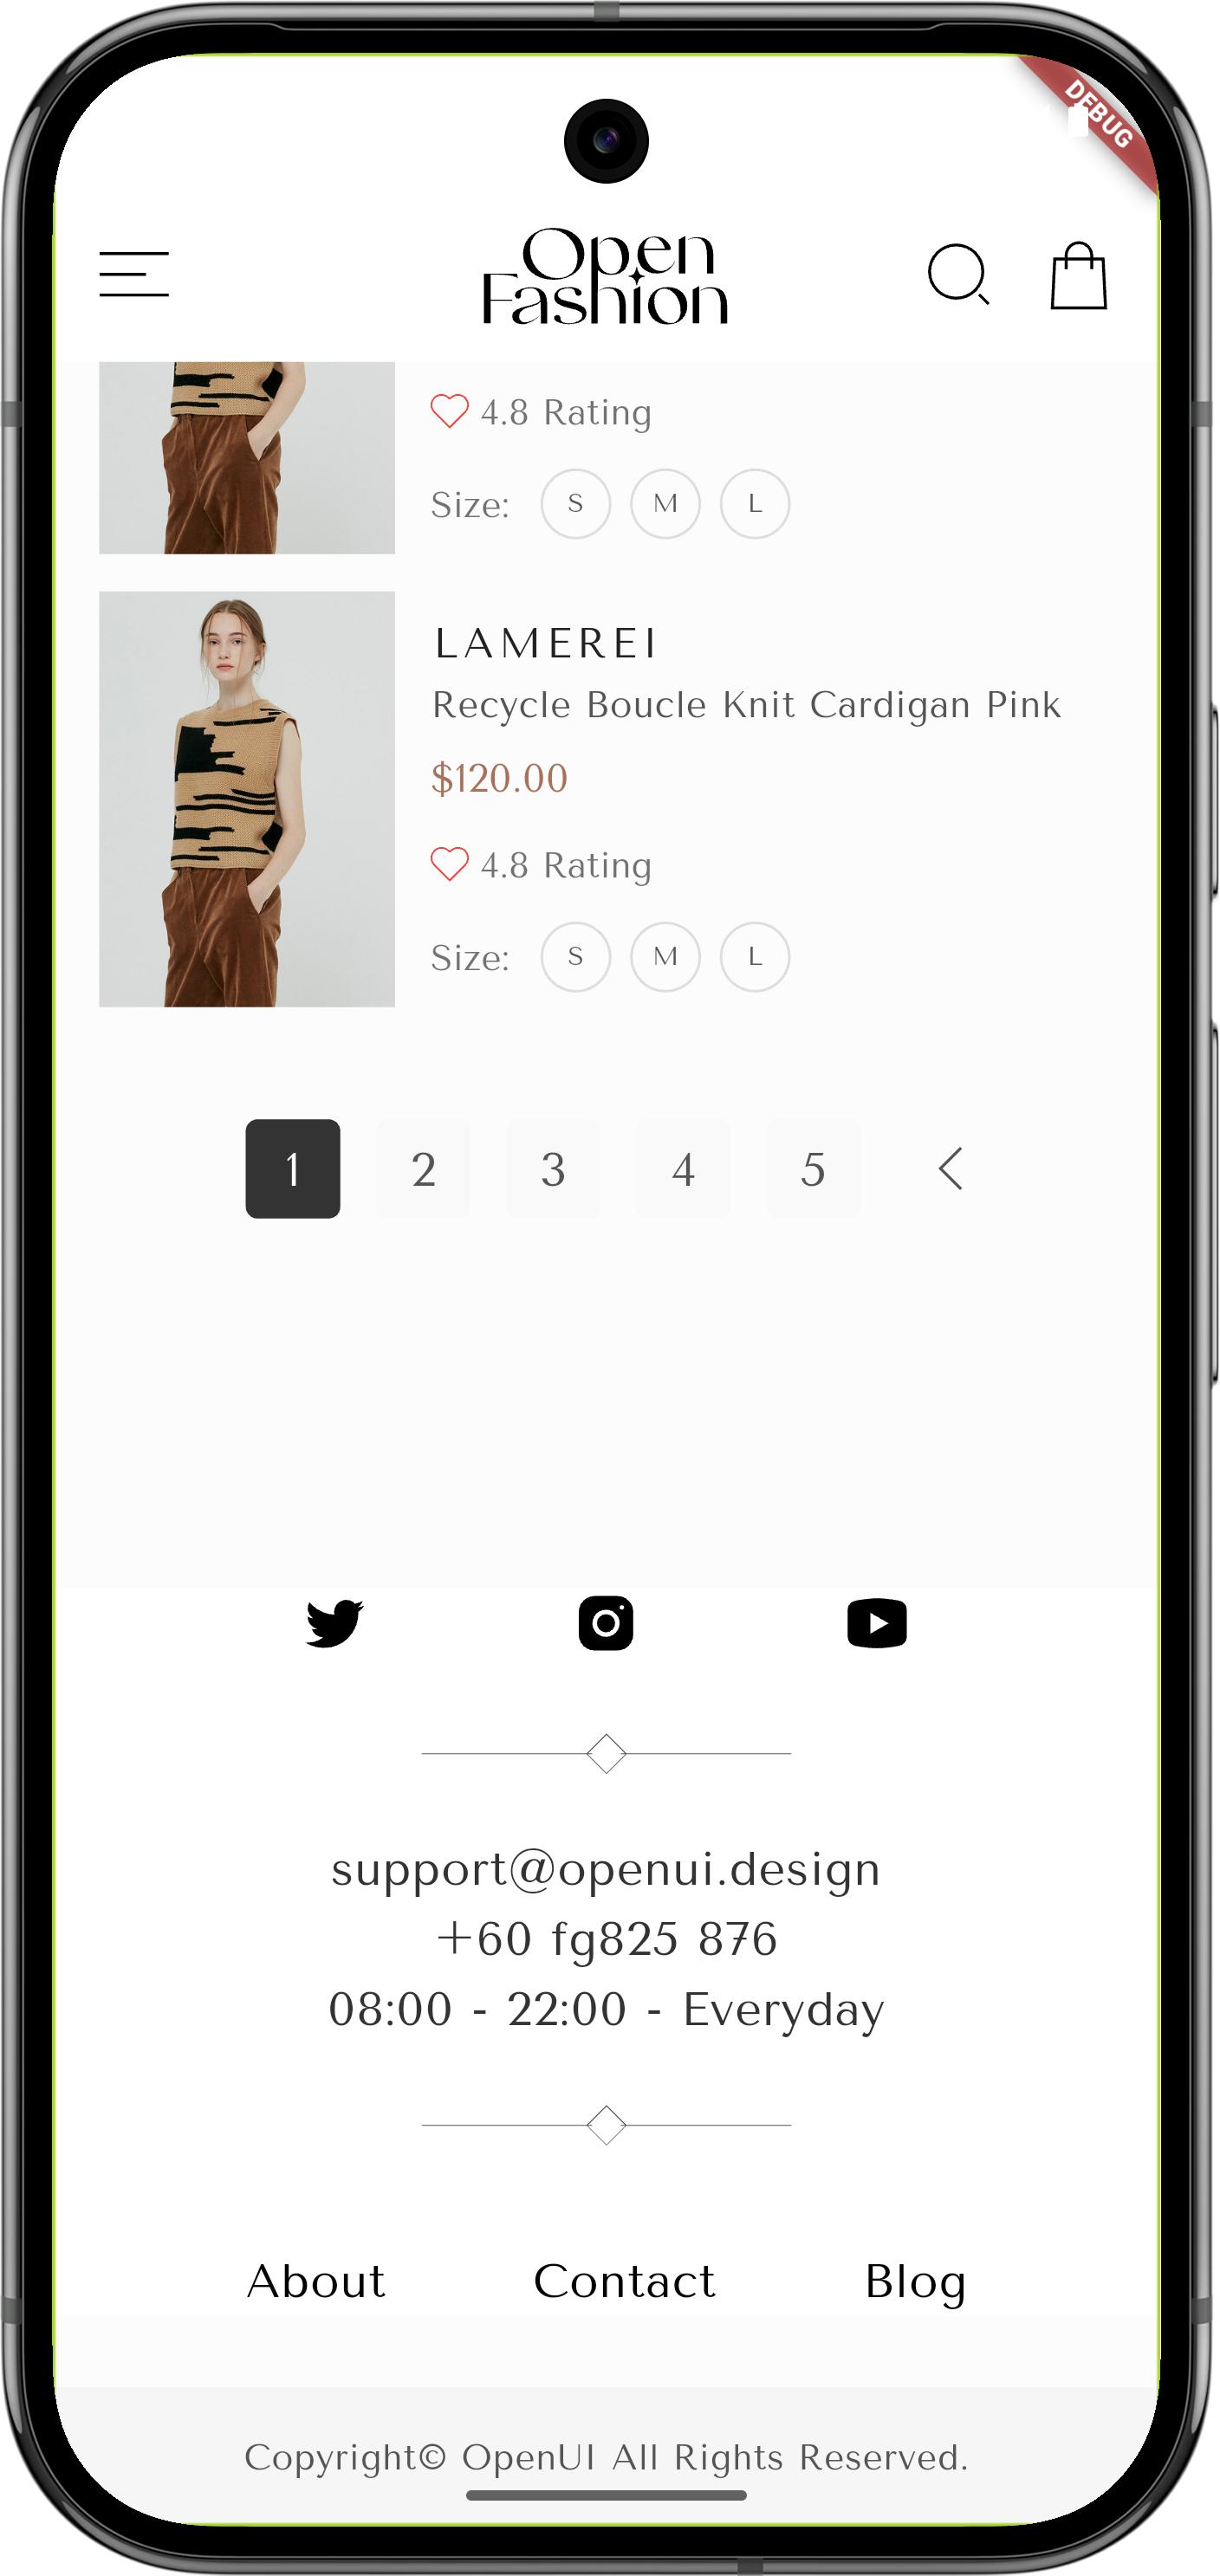 DEBUG
Open
Fashion
4.8 Rating
Size: S M L
LAMEREI
Recycle Boucle Knit Cardigan Pink
$120.00
4.8 Rating
Size: S M L
1 2 3 4 5
support@openui.design
+60 fg825 876
08:00 - 22:00 - Everyday
About Contact Blog
Copyright© OpenUI All Rights Reserved.